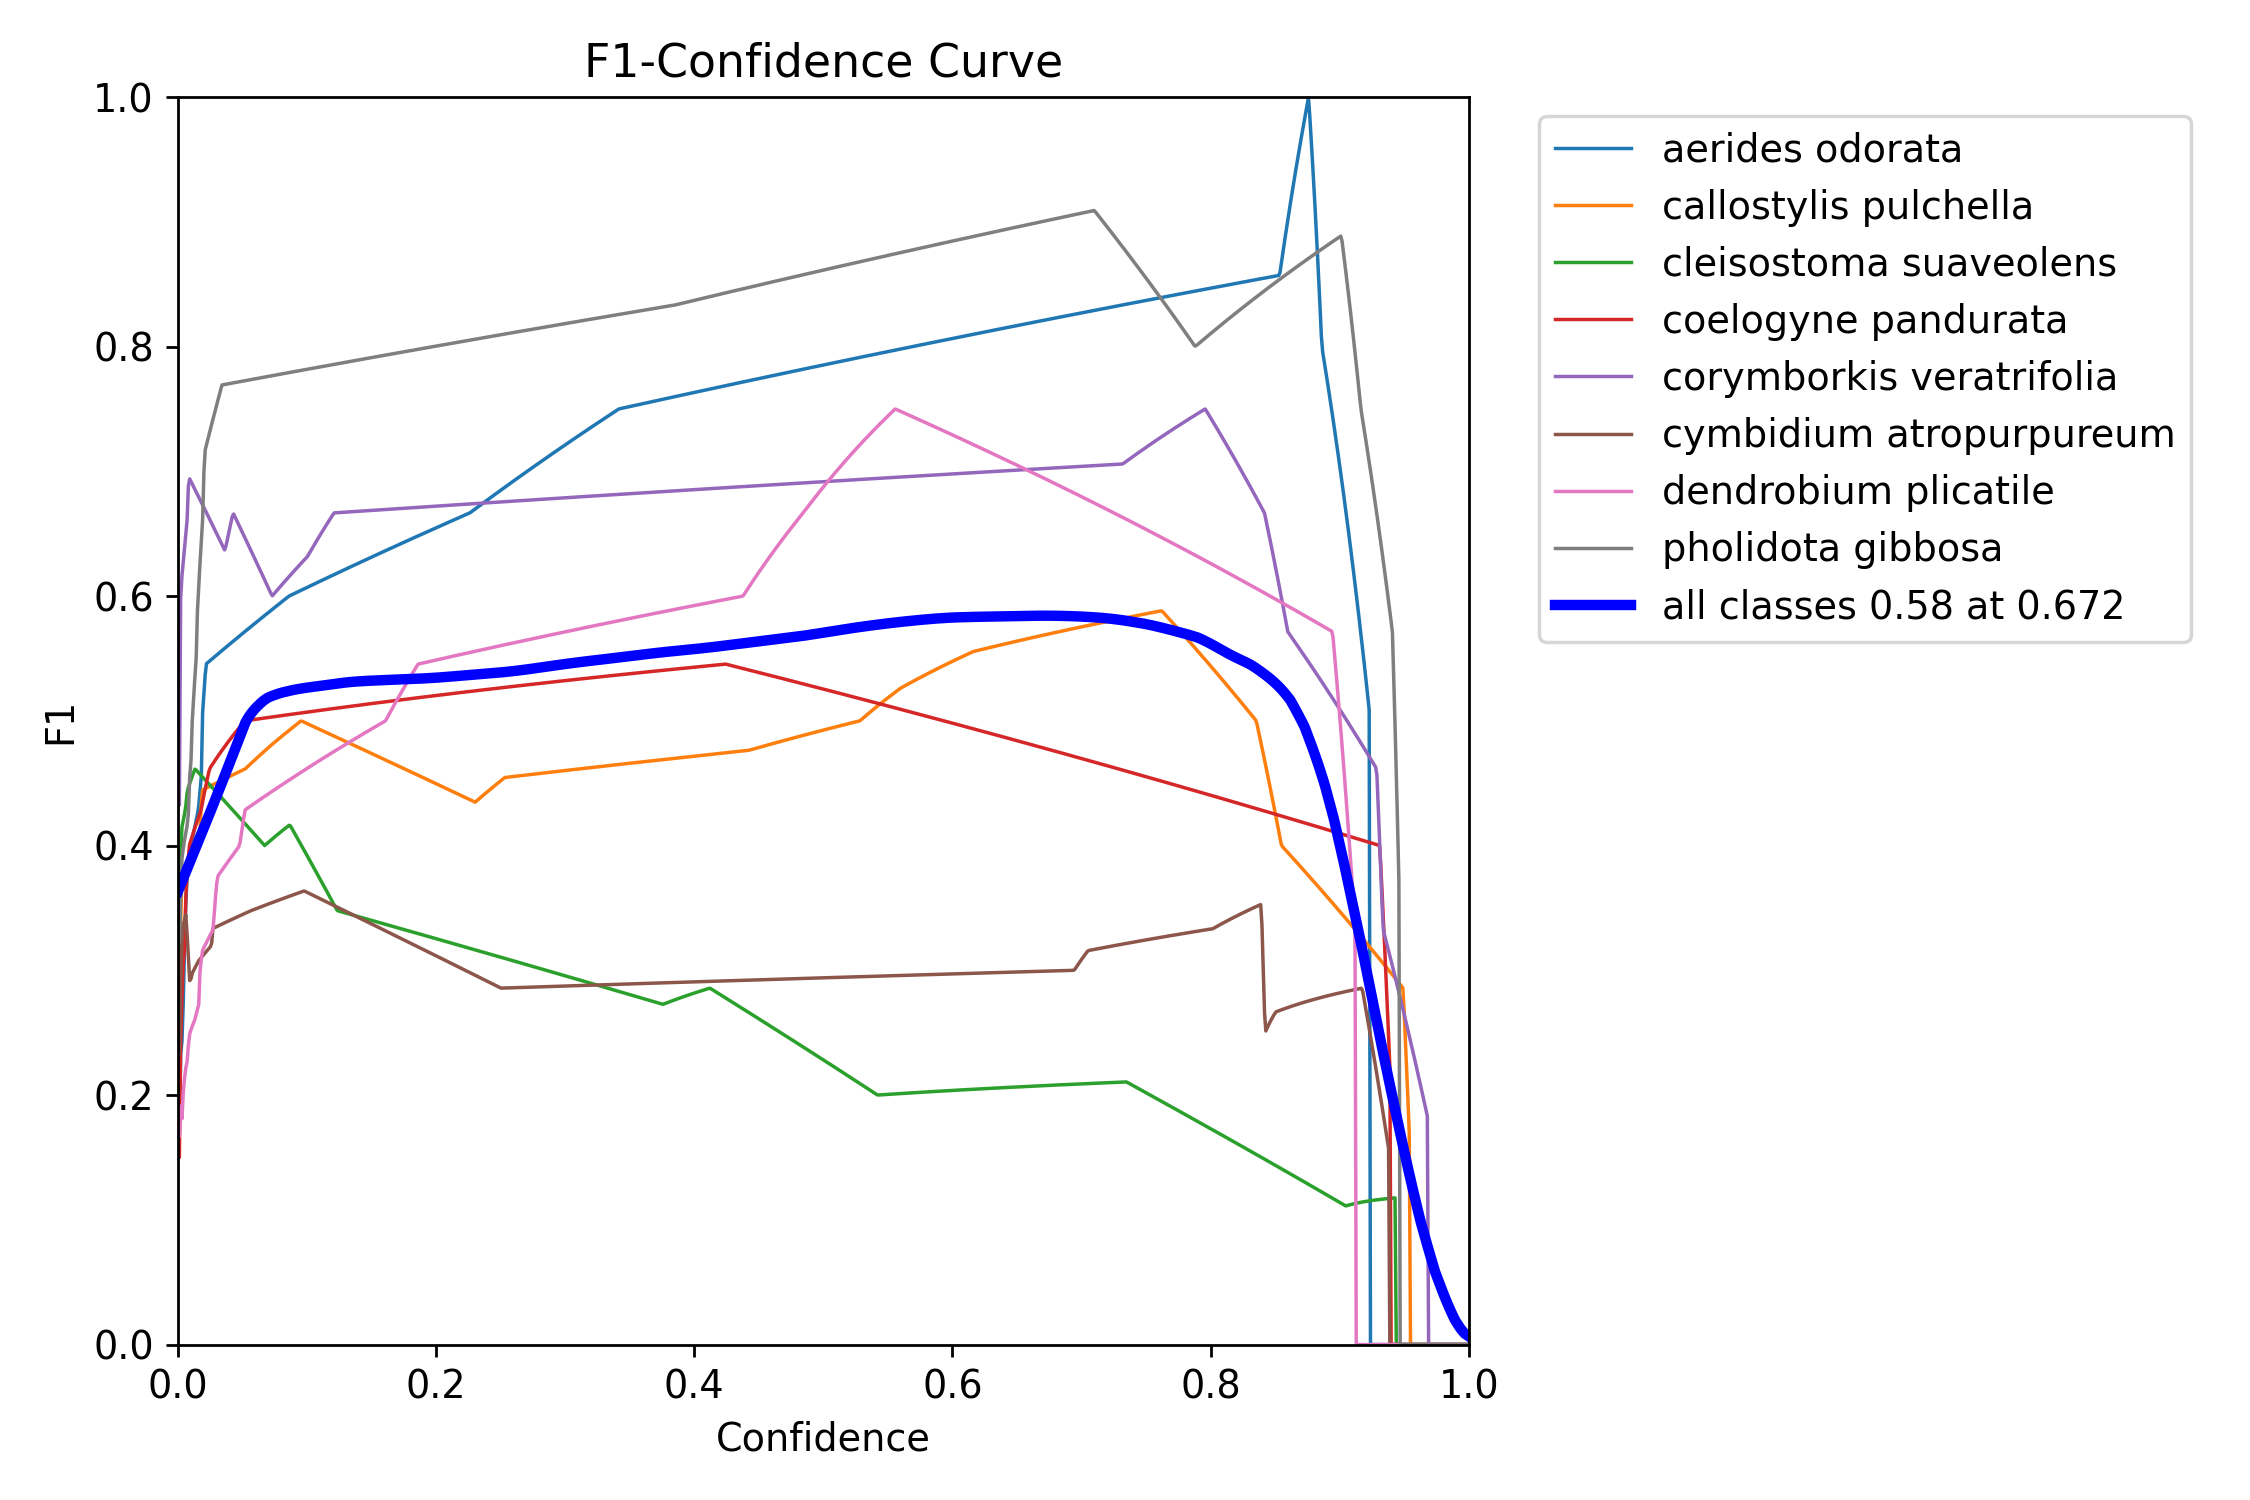 F1-Confidence Curve
1.0
0.8
0.6
0.4
0.2
0.0
F1
0.0 0.2 0.4 0.6 0.8 1.0
Confidence
aerides odorata
callostylis pulchella
cleisostoma suaveolens
coelogyne pandurata
corymborkis veratrifolia
cymbidium atropurpureum
dendrobium plicatile
pholidota gibbosa
all classes 0.58 at 0.672